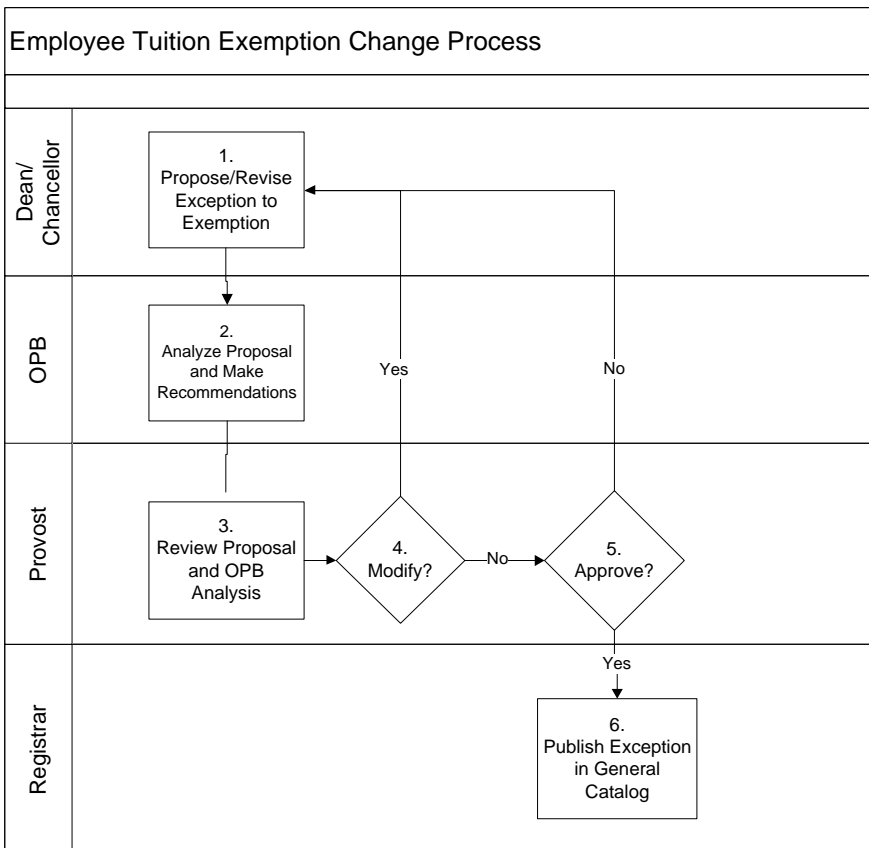 Employee Tuition Exemption Change Process
Dean/
Chancellor
1.
Propose/Revise
Exception to
Exemption
OPB
2.
Analyze Proposal
and Make
Recommendations
Yes
No
Provost
3.
Review Proposal
and OPB
Analysis
4.
Modify?
No
5.
Approve?
Yes
Registrar
6.
Publish Exception
in General
Catalog